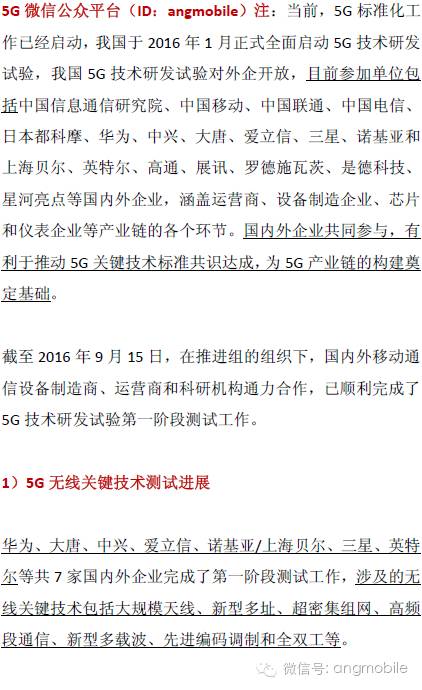 5G 微信公众平台（ID：angmobile）注：当前，5G 标准化工
作已经启动，我国于 2016 年 1 月正式全面启动 5G 技术研发
试验，我国 5G 技术研发试验对外企开放，目前参加单位包
括中国信息通信研究院、中国移动、中国联通、中国电信、
日本都科摩、华为、中兴、大唐、爱立信、三星、诺基亚和
上海贝尔、英特尔、高通、展讯、罗德施瓦茨、是德科技、
星河亮点等国内外企业，涵盖运营商、设备制造企业、芯片
和仪表企业等产业链的各个环节。国内外企业共同参与，有
利于推动 5G 关键技术标准共识达成，为 5G 产业链的构建奠
定基础。
截至 2016 年 9 月 15 日，在推进组的组织下，国内外移动通
信设备制造商、运营商和科研机构通力合作，已顺利完成了
5G 技术研发试验第一阶段测试工作。
1）5G 无线关键技术测试进展
华为、大唐、中兴、爱立信、诺基亚/上海贝尔、三星、英特
尔等共 7 家国内外企业完成了第一阶段测试工作，涉及的无
线关键技术包括大规模天线、新型多址、超密集组网、高频
段通信、新型多载波、先进编码调制和全双工等。
微信号: angmobile